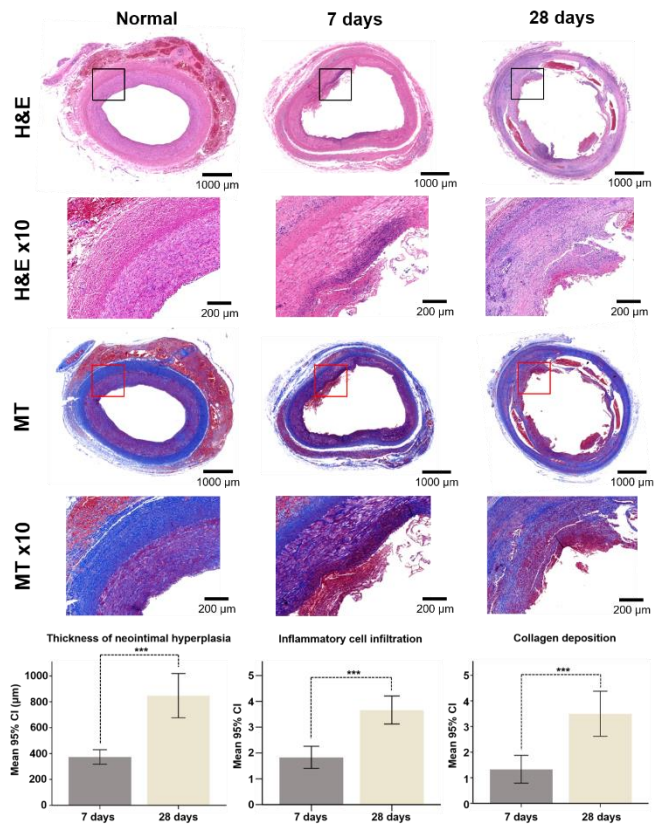 Normal 7 days 28 days
H&E
1000 µm 1000 µm 1000 µm
H&E x10
200 µm 200 µm 200 µm
MT
1000 µm 1000 µm 1000 µm
MT x10
200 µm 200 µm 200 µm
Thickness of neointimal hyperplasia
***
Mean 95% CI (µm)
1000
800
600
400
200
0
7 days 28 days
Inflammatory cell infiltration
***
Mean 95% CI
5
4
3
2
1
0
7 days 28 days
Collagen deposition
***
Mean 95% CI
5
4
3
2
1
0
7 days 28 days